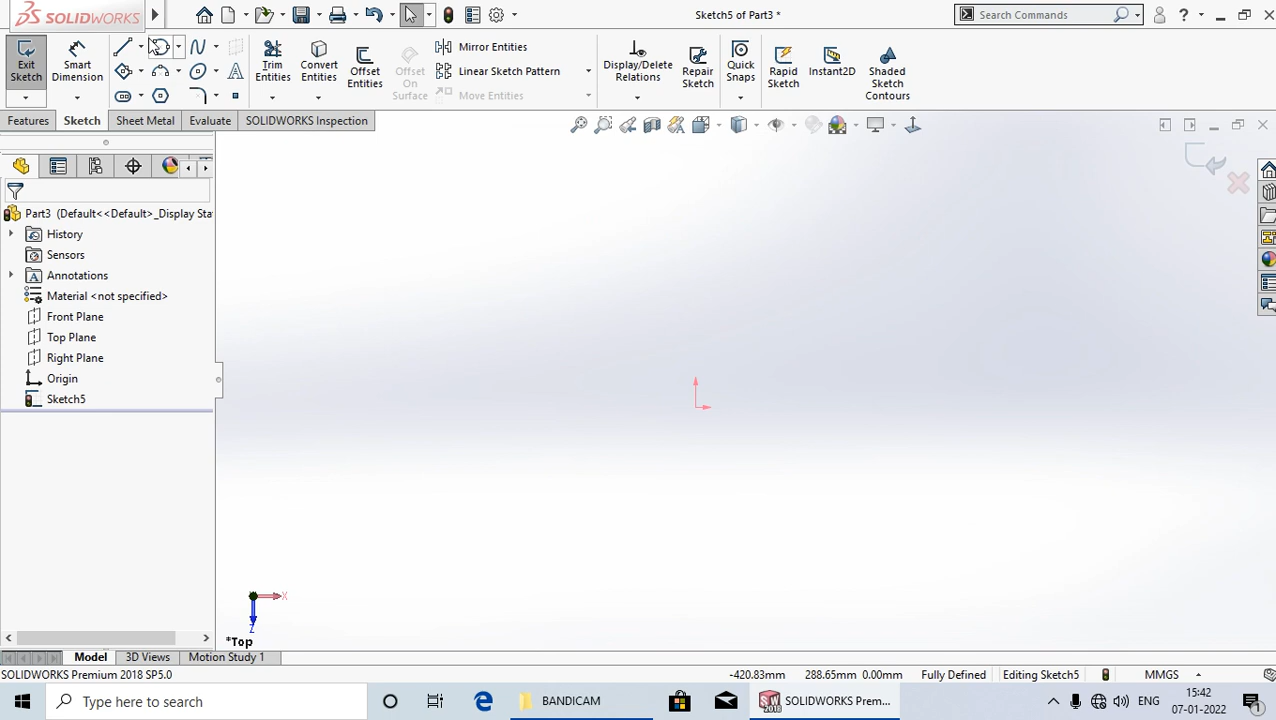 SOLIDWORKS
Sketch5 of Part3 *
Search Commands
?
Exit Sketch
Smart Dimension
Trim Entities
Convert Entities
Offset Entities
Offset On Surface
Mirror Entities
Linear Sketch Pattern
Move Entities
Display/Delete Relations
Repair Sketch
Quick Snaps
Rapid Sketch
Instant2D
Shaded Sketch Contours
Features
Sketch
Sheet Metal
Evaluate
SOLIDWORKS Inspection
Part3 (Default<<Default>_Display Sta
History
Sensors
Annotations
Material <not specified>
Front Plane
Top Plane
Right Plane
Origin
Sketch5
X
Z
*Top
Model
3D Views
Motion Study 1
SOLIDWORKS Premium 2018 SP5.0
-420.83mm
288.65mm 0.00mm
Fully Defined
Editing Sketch5
MMGS
Type here to search
BANDICAM
SOLIDWORKS Prem...
ENG
15:42
07-01-2022